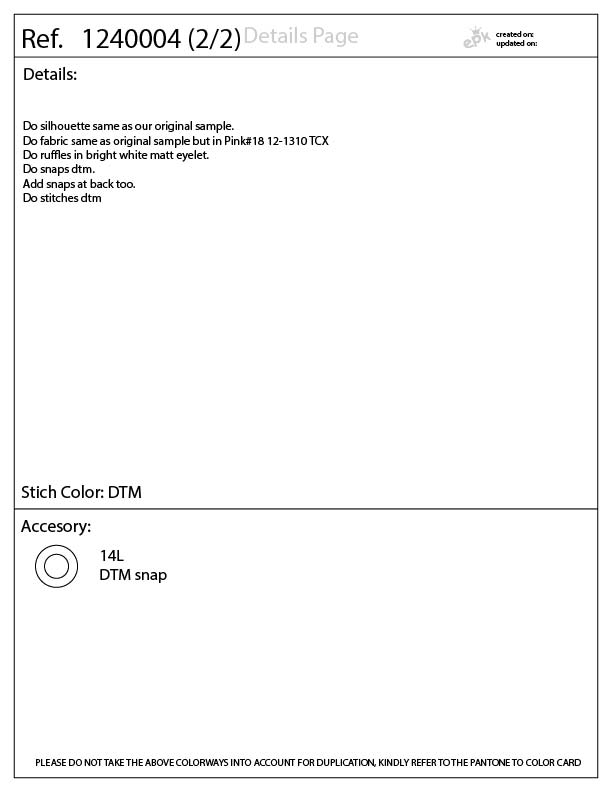 Ref. 1240004 (2/2) Details Page
epk
created on:
updated on:
Details:
Do silhouette same as our original sample.
Do fabric same as original sample but in Pink#18 12-1310 TCX
Do ruffles in bright white matt eyelet.
Do snaps dtm.
Add snaps at back too.
Do stitches dtm
Stich Color: DTM
Accesory:
14L
DTM snap
PLEASE DO NOT TAKE THE ABOVE COLORWAYS INTO ACCOUNT FOR DUPLICATION, KINDLY REFER TO THE PANTONE TO COLOR CARD